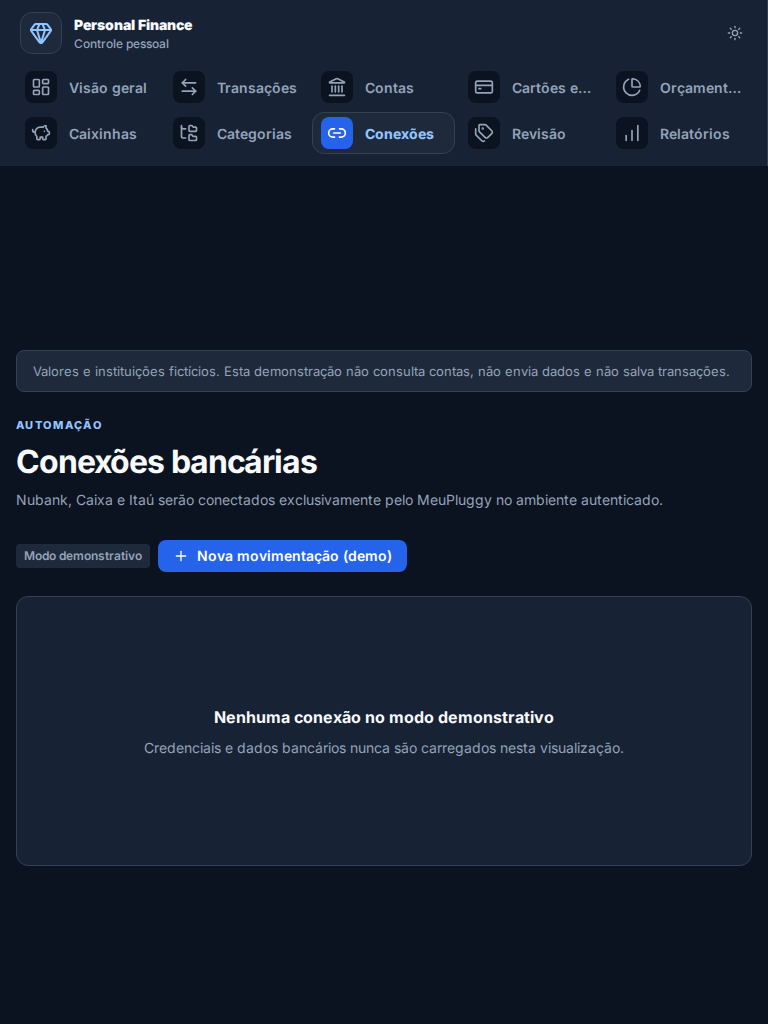 Personal Finance
Controle pessoal
Visão geral
Transações
Contas
Cartões e...
Orçament...
Caixinhas
Categorias
Conexões
Revisão
Relatórios
Valores e instituições fictícios. Esta demonstração não consulta contas, não envia dados e não salva transações.
AUTOMAÇÃO
Conexões bancárias
Nubank, Caixa e Itaú serão conectados exclusivamente pelo MeuPluggy no ambiente autenticado.
Modo demonstrativo
Nova movimentação (demo)
Nenhuma conexão no modo demonstrativo
Credenciais e dados bancários nunca são carregados nesta visualização.